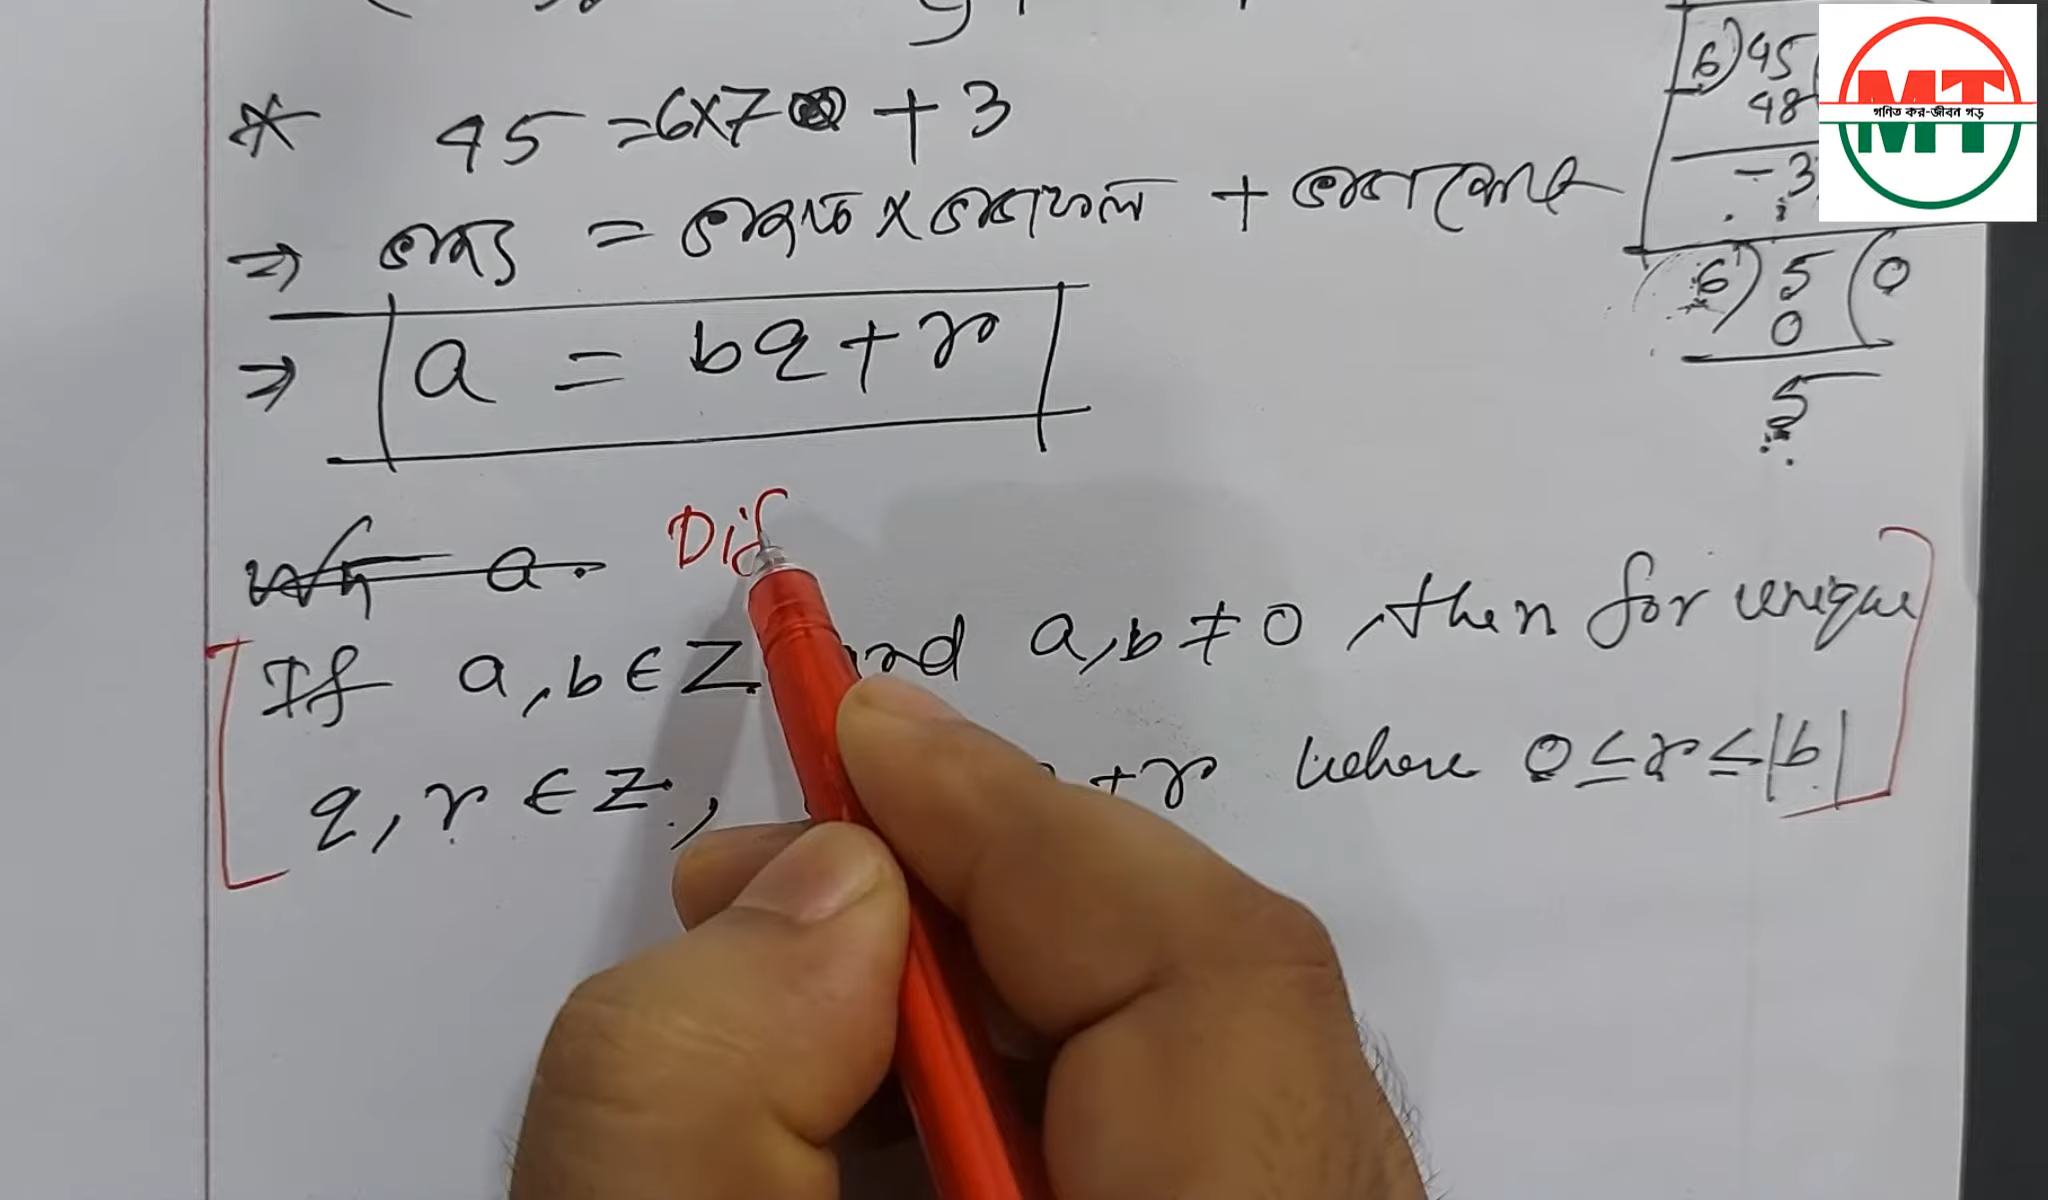 * 45 = 6×7 + 3
⇒ ভাজ্য = ভাজক × ভাগফল + ভাগশেষ
⇒ a = bq + r
Dif
If a, b ∈ Z and a, b ≠ 0, then for unique
q, r ∈ Z, + r where 0 ≤ r ≤ |b|
6) 45
48
-3
6) 5 (0
0
5
MT
গণিত কর-জীবন গড়